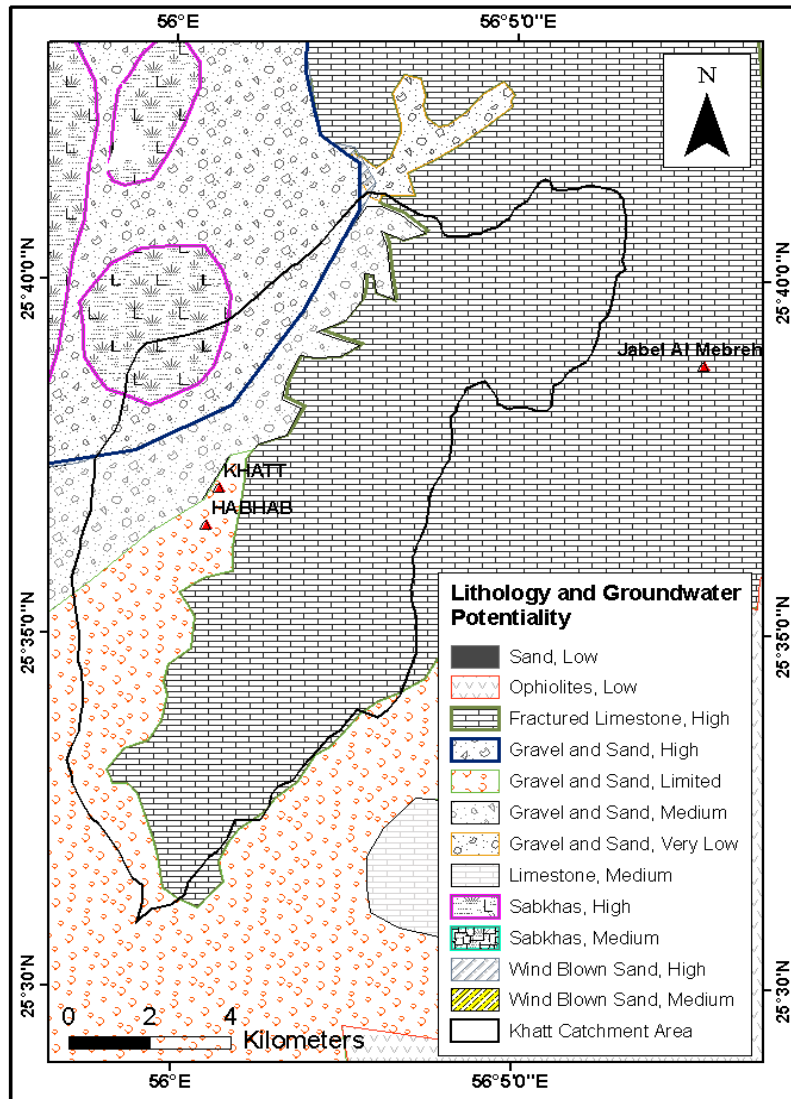 56°E
56°5'0"E
N
25°40'0"N
25°40'0"N
Jabel Al Mebreh
KHATT
HABHAB
25°35'0"N
25°35'0"N
Lithology and Groundwater
Potentiality
Sand, Low
Ophiolites, Low
Fractured Limestone, High
Gravel and Sand, High
Gravel and Sand, Limited
Gravel and Sand, Medium
Gravel and Sand, Very Low
Limestone, Medium
Sabkhas, High
Sabkhas, Medium
Wind Blown Sand, High
Wind Blown Sand, Medium
Khatt Catchment Area
25°30'N
25°30'N
0 2 4
Kilometers
56°E
56°5'0"E